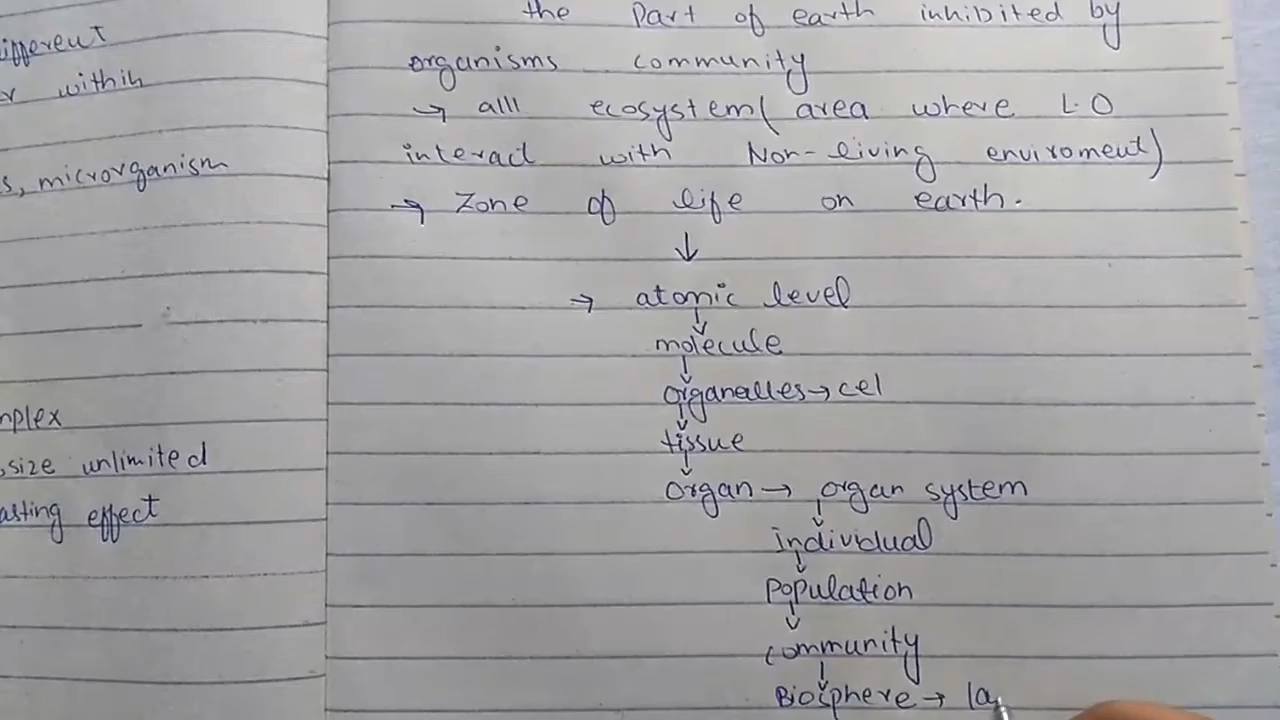 ifferent
r within
s, microorganism
mplex
size unlimited
asting effect
the part of earth inhibited by
organisms community
→ alll ecosystem( area where L.O
interact with Non-living enviroment)
→ Zone of life on earth.
↓
→ atomic level
↓
molecule
↓
organelles → cel
↓
tissue
↓
organ → organ system
↓
individual
↓
population
↓
community
↓
Biosphere → la